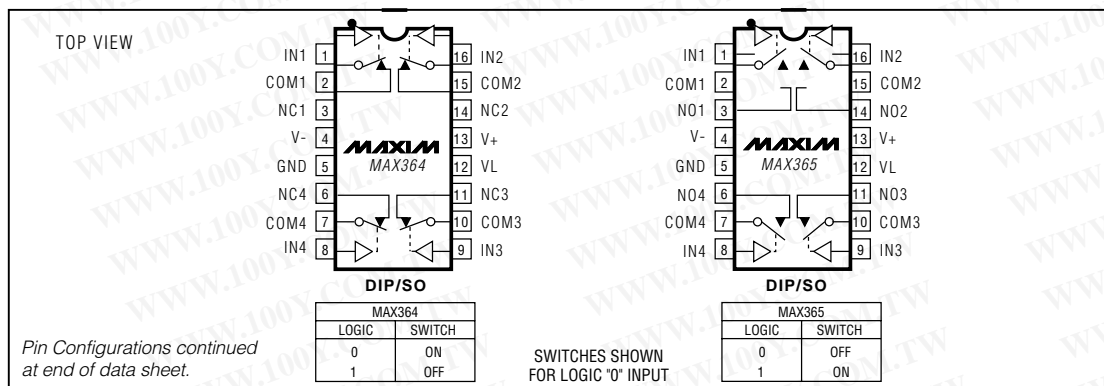 TOP VIEW
IN1 1
16 IN2
COM1 2
15 COM2
NC1 3
14 NC2
V- 4
13 V+
GND 5
12 VL
NC4 6
11 NC3
COM4 7
10 COM3
IN4 8
9 IN3
MAXIM
MAX364
DIP/SO
IN1 1
16 IN2
COM1 2
15 COM2
NO1 3
14 NO2
V- 4
13 V+
GND 5
12 VL
NO4 6
11 NO3
COM4 7
10 COM3
IN4 8
9 IN3
MAXIM
MAX365
DIP/SO
MAX364
LOGIC SWITCH
0 ON
1 OFF
MAX365
LOGIC SWITCH
0 OFF
1 ON
SWITCHES SHOWN
FOR LOGIC "0" INPUT
Pin Configurations continued
at end of data sheet.
WWW.100Y.COM.TW